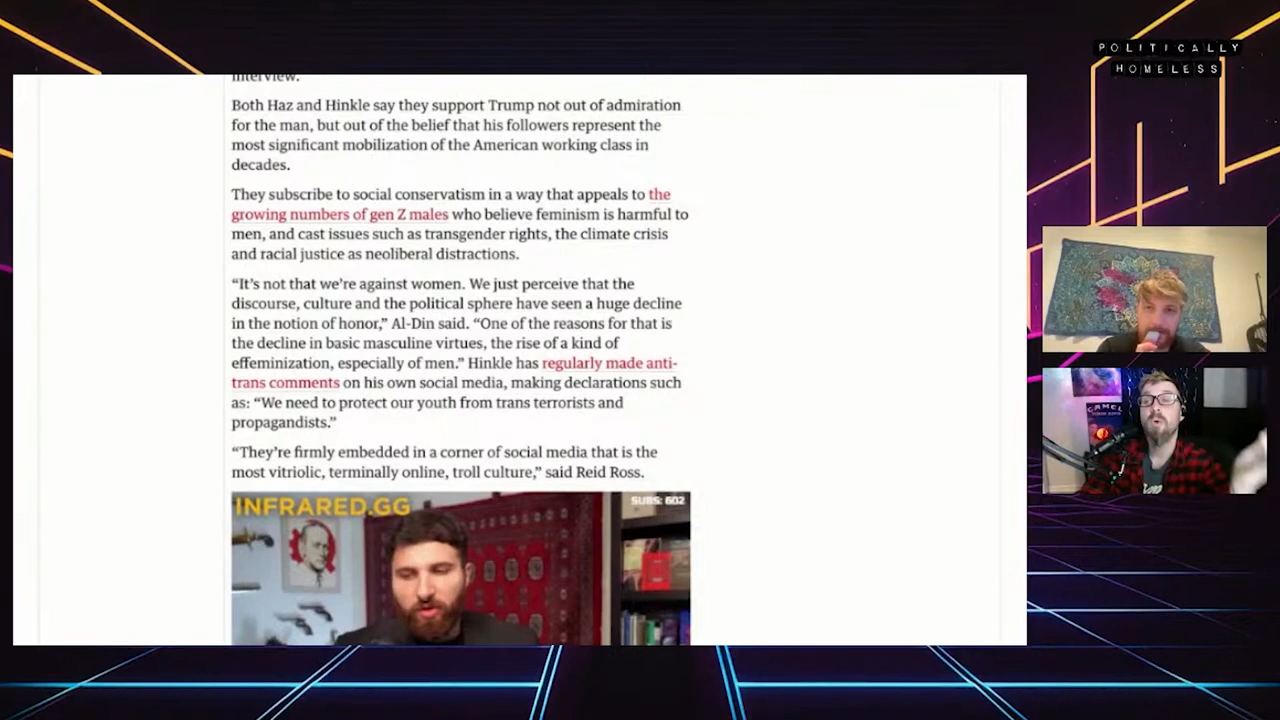 POLITICALLY
HOMELESS
interview.
Both Haz and Hinkle say they support Trump not out of admiration
for the man, but out of the belief that his followers represent the
most significant mobilization of the American working class in
decades.
They subscribe to social conservatism in a way that appeals to the
growing numbers of gen Z males who believe feminism is harmful to
men, and cast issues such as transgender rights, the climate crisis
and racial justice as neoliberal distractions.
“It’s not that we’re against women. We just perceive that the
discourse, culture and the political sphere have seen a huge decline
in the notion of honor,” Al-Din said. “One of the reasons for that is
the decline in basic masculine virtues, the rise of a kind of
effeminization, especially of men.” Hinkle has regularly made anti-
trans comments on his own social media, making declarations such
as: “We need to protect our youth from trans terrorists and
propagandists.”
“They’re firmly embedded in a corner of social media that is the
most vitriolic, terminally online, troll culture,” said Reid Ross.
INFRARED.GG
SUBS: 602
CAMEL